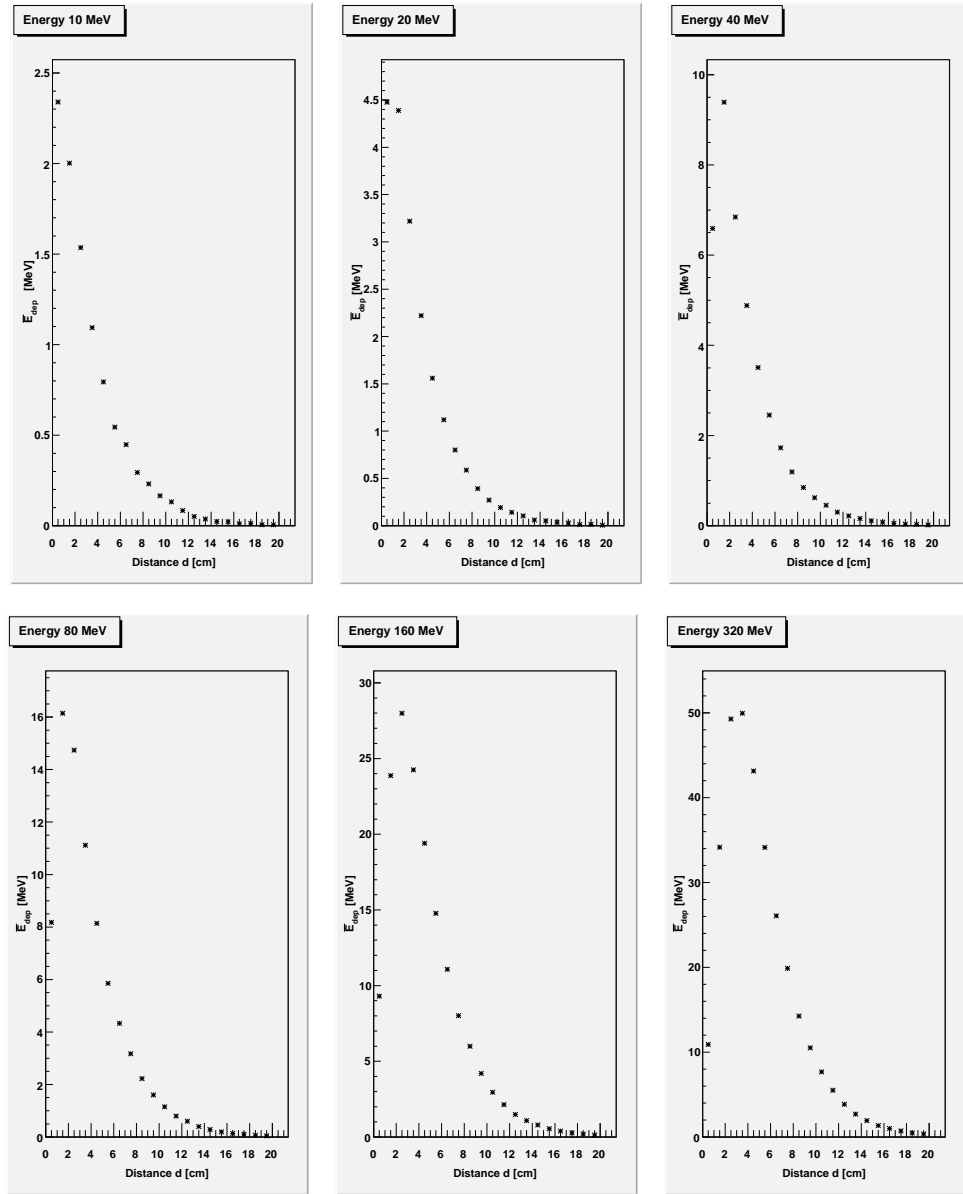 Energy 10 MeV
2.5
2
1.5
1
0.5
0
E̅dep [MeV]
0 2 4 6 8 10 12 14 16 18 20
Distance d [cm]
Energy 20 MeV
4.5
4
3.5
3
2.5
2
1.5
1
0.5
0
E̅dep [MeV]
0 2 4 6 8 10 12 14 16 18 20
Distance d [cm]
Energy 40 MeV
10
8
6
4
2
0
E̅dep [MeV]
0 2 4 6 8 10 12 14 16 18 20
Distance d [cm]
Energy 80 MeV
16
14
12
10
8
6
4
2
0
E̅dep [MeV]
0 2 4 6 8 10 12 14 16 18 20
Distance d [cm]
Energy 160 MeV
30
25
20
15
10
5
0
E̅dep [MeV]
0 2 4 6 8 10 12 14 16 18 20
Distance d [cm]
Energy 320 MeV
50
40
30
20
10
0
E̅dep [MeV]
0 2 4 6 8 10 12 14 16 18 20
Distance d [cm]